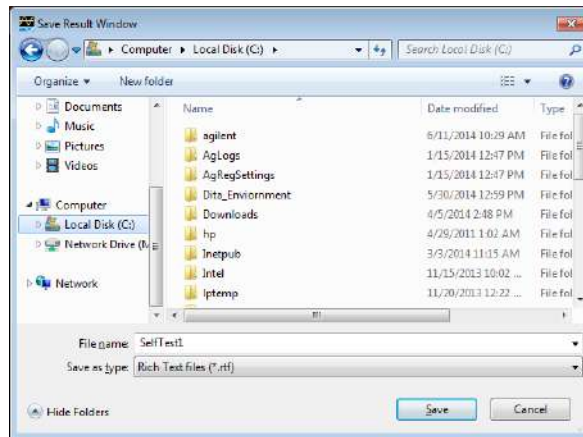 Save Result Window
Computer ▸ Local Disk (C:) ▸ Search Local Disk (C:)
Organize ▾ New folder
Documents
Music
Pictures
Videos
Computer
Local Disk (C:)
Network Drive
Network
Name Date modified Type
agilent 6/11/2014 10:29 AM File fol
AgLogs 1/15/2014 12:47 PM File fol
AgRegSettings 1/15/2014 12:47 PM File fol
Dita_Enviornment 5/30/2014 12:59 PM File fol
Downloads 4/5/2014 2:48 PM File fol
hp 4/29/2011 1:02 AM File fol
Inetpub 3/3/2014 11:15 AM File fol
Intel 11/15/2013 10:02 ... File fol
Iptemp 11/20/2013 12:22 ... File fol
File name: SelfTest1
Save as type: Rich Text files (*.rtf)
Hide Folders Save Cancel